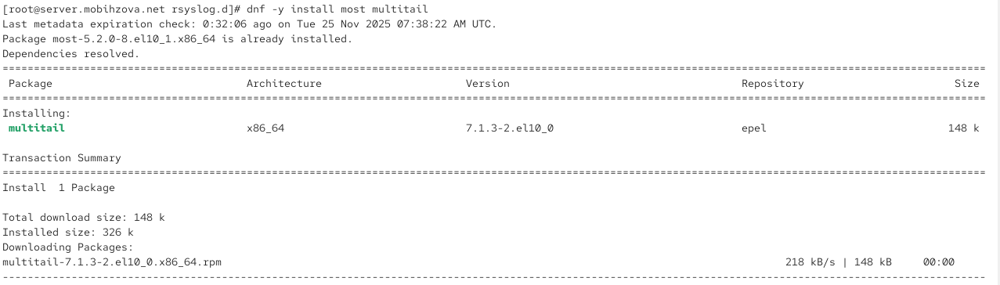 [root@server.mobihzova.net rsyslog.d]# dnf -y install most multitail
Last metadata expiration check: 0:32:06 ago on Tue 25 Nov 2025 07:38:22 AM UTC.
Package most-5.2.0-8.el10_1.x86_64 is already installed.
Dependencies resolved.
================================================================================
Package Architecture Version Repository Size
================================================================================
Installing:
multitail x86_64 7.1.3-2.el10_0 epel 148 k
Transaction Summary
================================================================================
Install  1 Package
Total download size: 148 k
Installed size: 326 k
Downloading Packages:
multitail-7.1.3-2.el10_0.x86_64.rpm 218 kB/s | 148 kB 00:00
--------------------------------------------------------------------------------